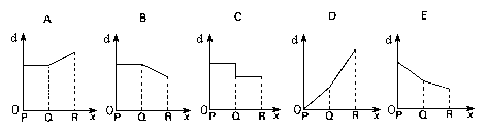 A B C D E
d d d d d
O P Q R x O P Q R x O P Q R x O P Q R x O P Q R x